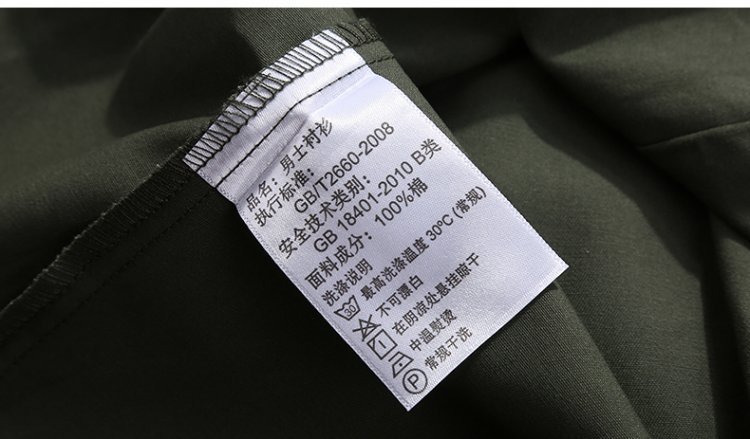 品名：男士衬衫
执行标准：
GB/T2660-2008
安全技术类别：
GB 18401-2010 B类
面料成分：100%棉
洗涤说明
30 最高洗涤温度 30ºC (常规)
不可漂白
在阴凉处悬挂晾干
中温熨烫
P 常规干洗